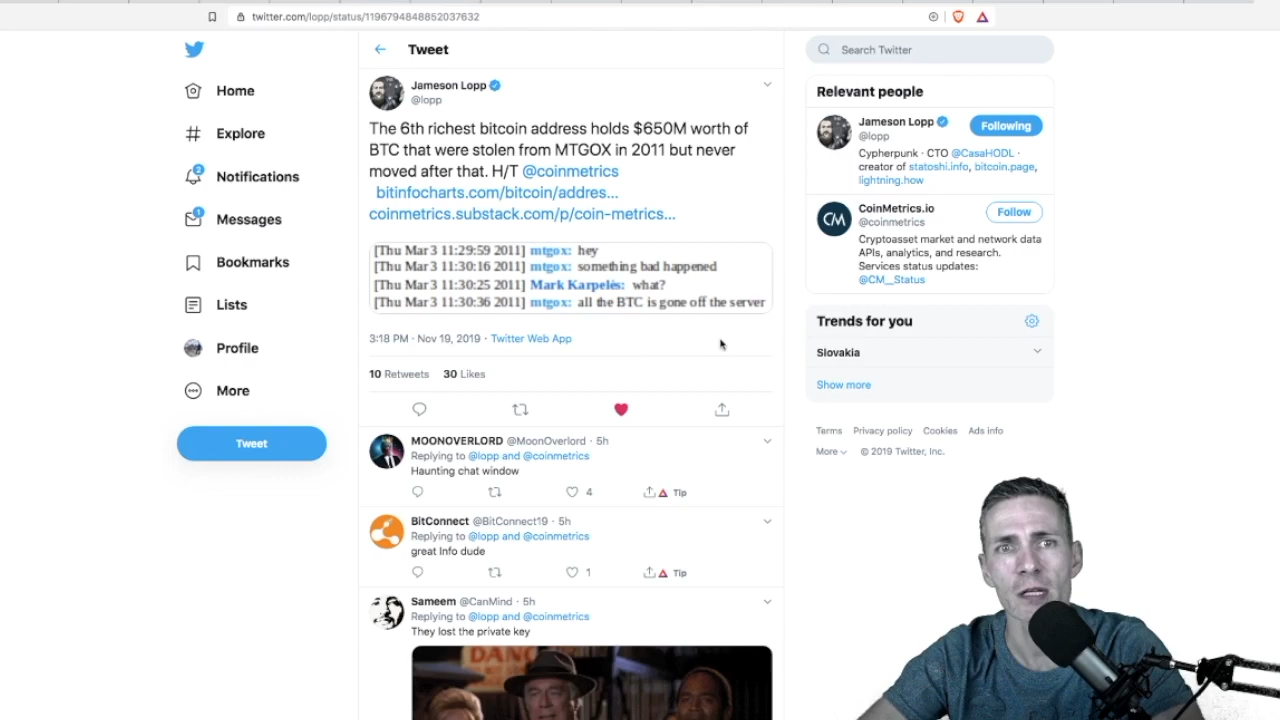 twitter.com/lopp/status/1196794848852037632
Home
Explore
2
Notifications
1
Messages
Bookmarks
Lists
Profile
More
Tweet
Tweet
Jameson Lopp
@lopp
The 6th richest bitcoin address holds $650M worth of
BTC that were stolen from MTGOX in 2011 but never
moved after that. H/T @coinmetrics
bitinfocharts.com/bitcoin/addres...
coinmetrics.substack.com/p/coin-metrics...
[Thu Mar 3 11:29:59 2011] mtgox: hey
[Thu Mar 3 11:30:16 2011] mtgox: something bad happened
[Thu Mar 3 11:30:25 2011] Mark Karpelès: what?
[Thu Mar 3 11:30:36 2011] mtgox: all the BTC is gone off the server
3:18 PM · Nov 19, 2019 · Twitter Web App
10 Retweets 30 Likes
MOONOVERLORD @MoonOverlord · 5h
Replying to @lopp and @coinmetrics
Haunting chat window
4 Tip
BitConnect @BitConnect19 · 5h
Replying to @lopp and @coinmetrics
great Info dude
1 Tip
Sameem @CanMind · 5h
Replying to @lopp and @coinmetrics
They lost the private key
DANG
Search Twitter
Relevant people
Jameson Lopp
@lopp
Following
Cypherpunk · CTO @CasaHODL ·
creator of statoshi.info, bitcoin.page,
lightning.how
CM
CoinMetrics.io
@coinmetrics
Follow
Cryptoasset market and network data
APIs, analytics, and research.
Services status updates:
@CM__Status
Trends for you
Slovakia
Show more
Terms Privacy policy Cookies Ads info
More © 2019 Twitter, Inc.